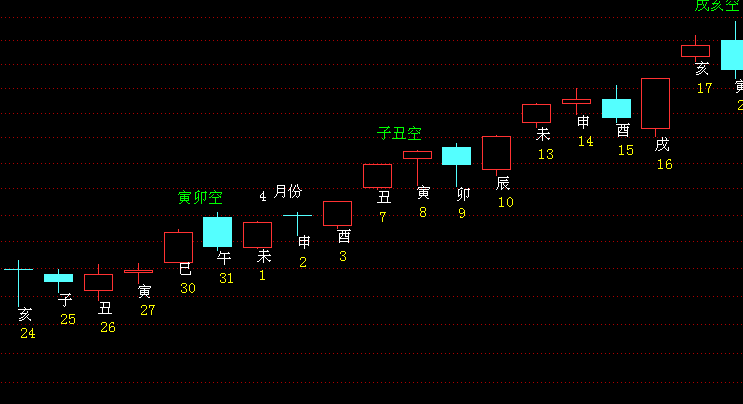 戌亥空
子丑空
寅卯空
4 月份
亥
24
子
25
丑
26
寅
27
巳
30
午
31
未
1
申
2
酉
3
丑
7
寅
8
卯
9
辰
10
未
13
申
14
酉
15
戌
16
亥
17
寅
2